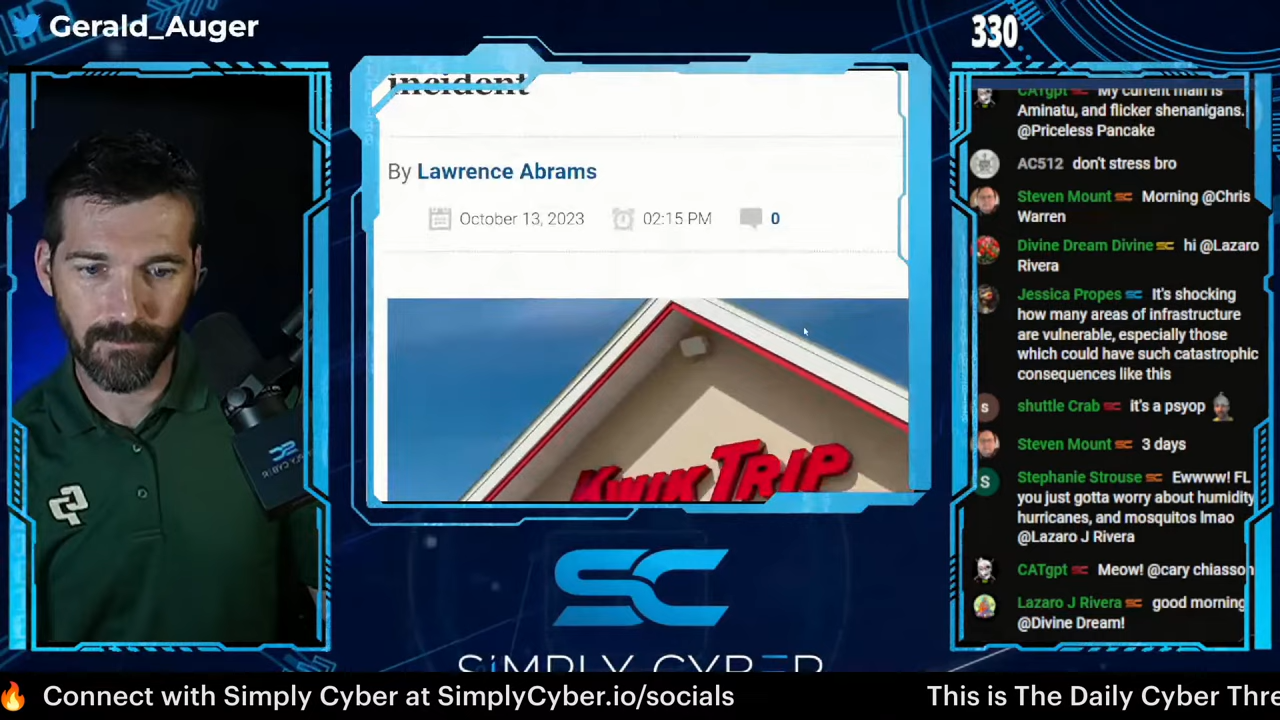 Gerald_Auger
330
incident
By Lawrence Abrams
October 13, 2023 02:15 PM 0
KWIK TRIP
SC
SIMPLY CYBER
CATgpt My current main is
Aminatu, and flicker shenanigans.
@Priceless Pancake
AC512 don't stress bro
Steven Mount Morning @Chris
Warren
Divine Dream Divine hi @Lazaro
Rivera
Jessica Propes It's shocking
how many areas of infrastructure
are vulnerable, especially those
which could have such catastrophic
consequences like this
S shuttle Crab it's a psyop
Steven Mount 3 days
S Stephanie Strouse Ewwww! FL
you just gotta worry about humidity
hurricanes, and mosquitos lmao
@Lazaro J Rivera
CATgpt Meow! @cary chiasson
Lazaro J Rivera good morning
@Divine Dream!
Connect with Simply Cyber at SimplyCyber.io/socials This is The Daily Cyber Thre